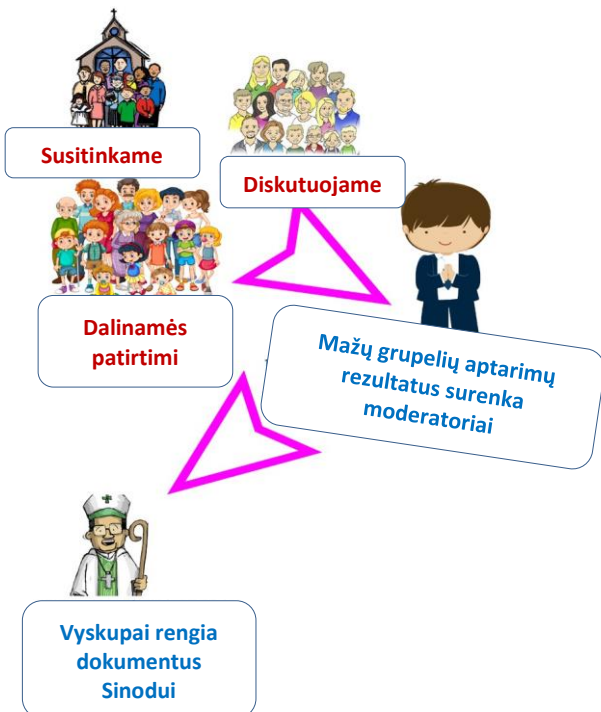 Susitinkame
Diskutuojame
Dalinamės
patirtimi
Mažų grupelių aptarimų
rezultatus surenka
moderatoriai
Vyskupai rengia
dokumentus
Sinodui